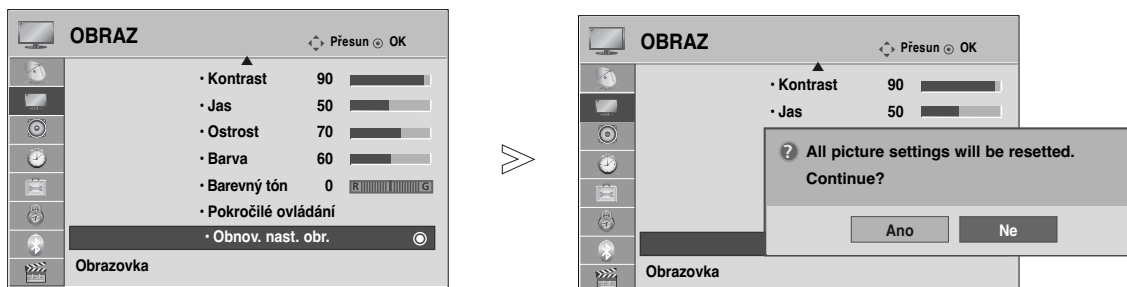 OBRAZ
Přesun OK
• Kontrast 90
• Jas 50
• Ostrost 70
• Barva 60
• Barevný tón 0 R G
• Pokročilé ovládání
• Obnov. nast. obr.
Obrazovka
OBRAZ
Přesun OK
• Kontrast 90
• Jas 50
? All picture settings will be resetted.
Continue?
Ano Ne
Obrazovka